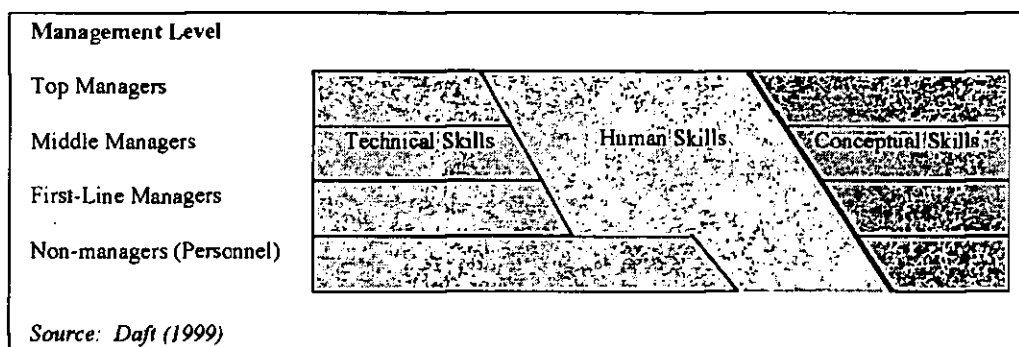 Management Level
Top Managers
Middle Managers Technical Skills Human Skills Conceptual Skills
First-Line Managers
Non-managers (Personnel)
Source: Daft (1999)